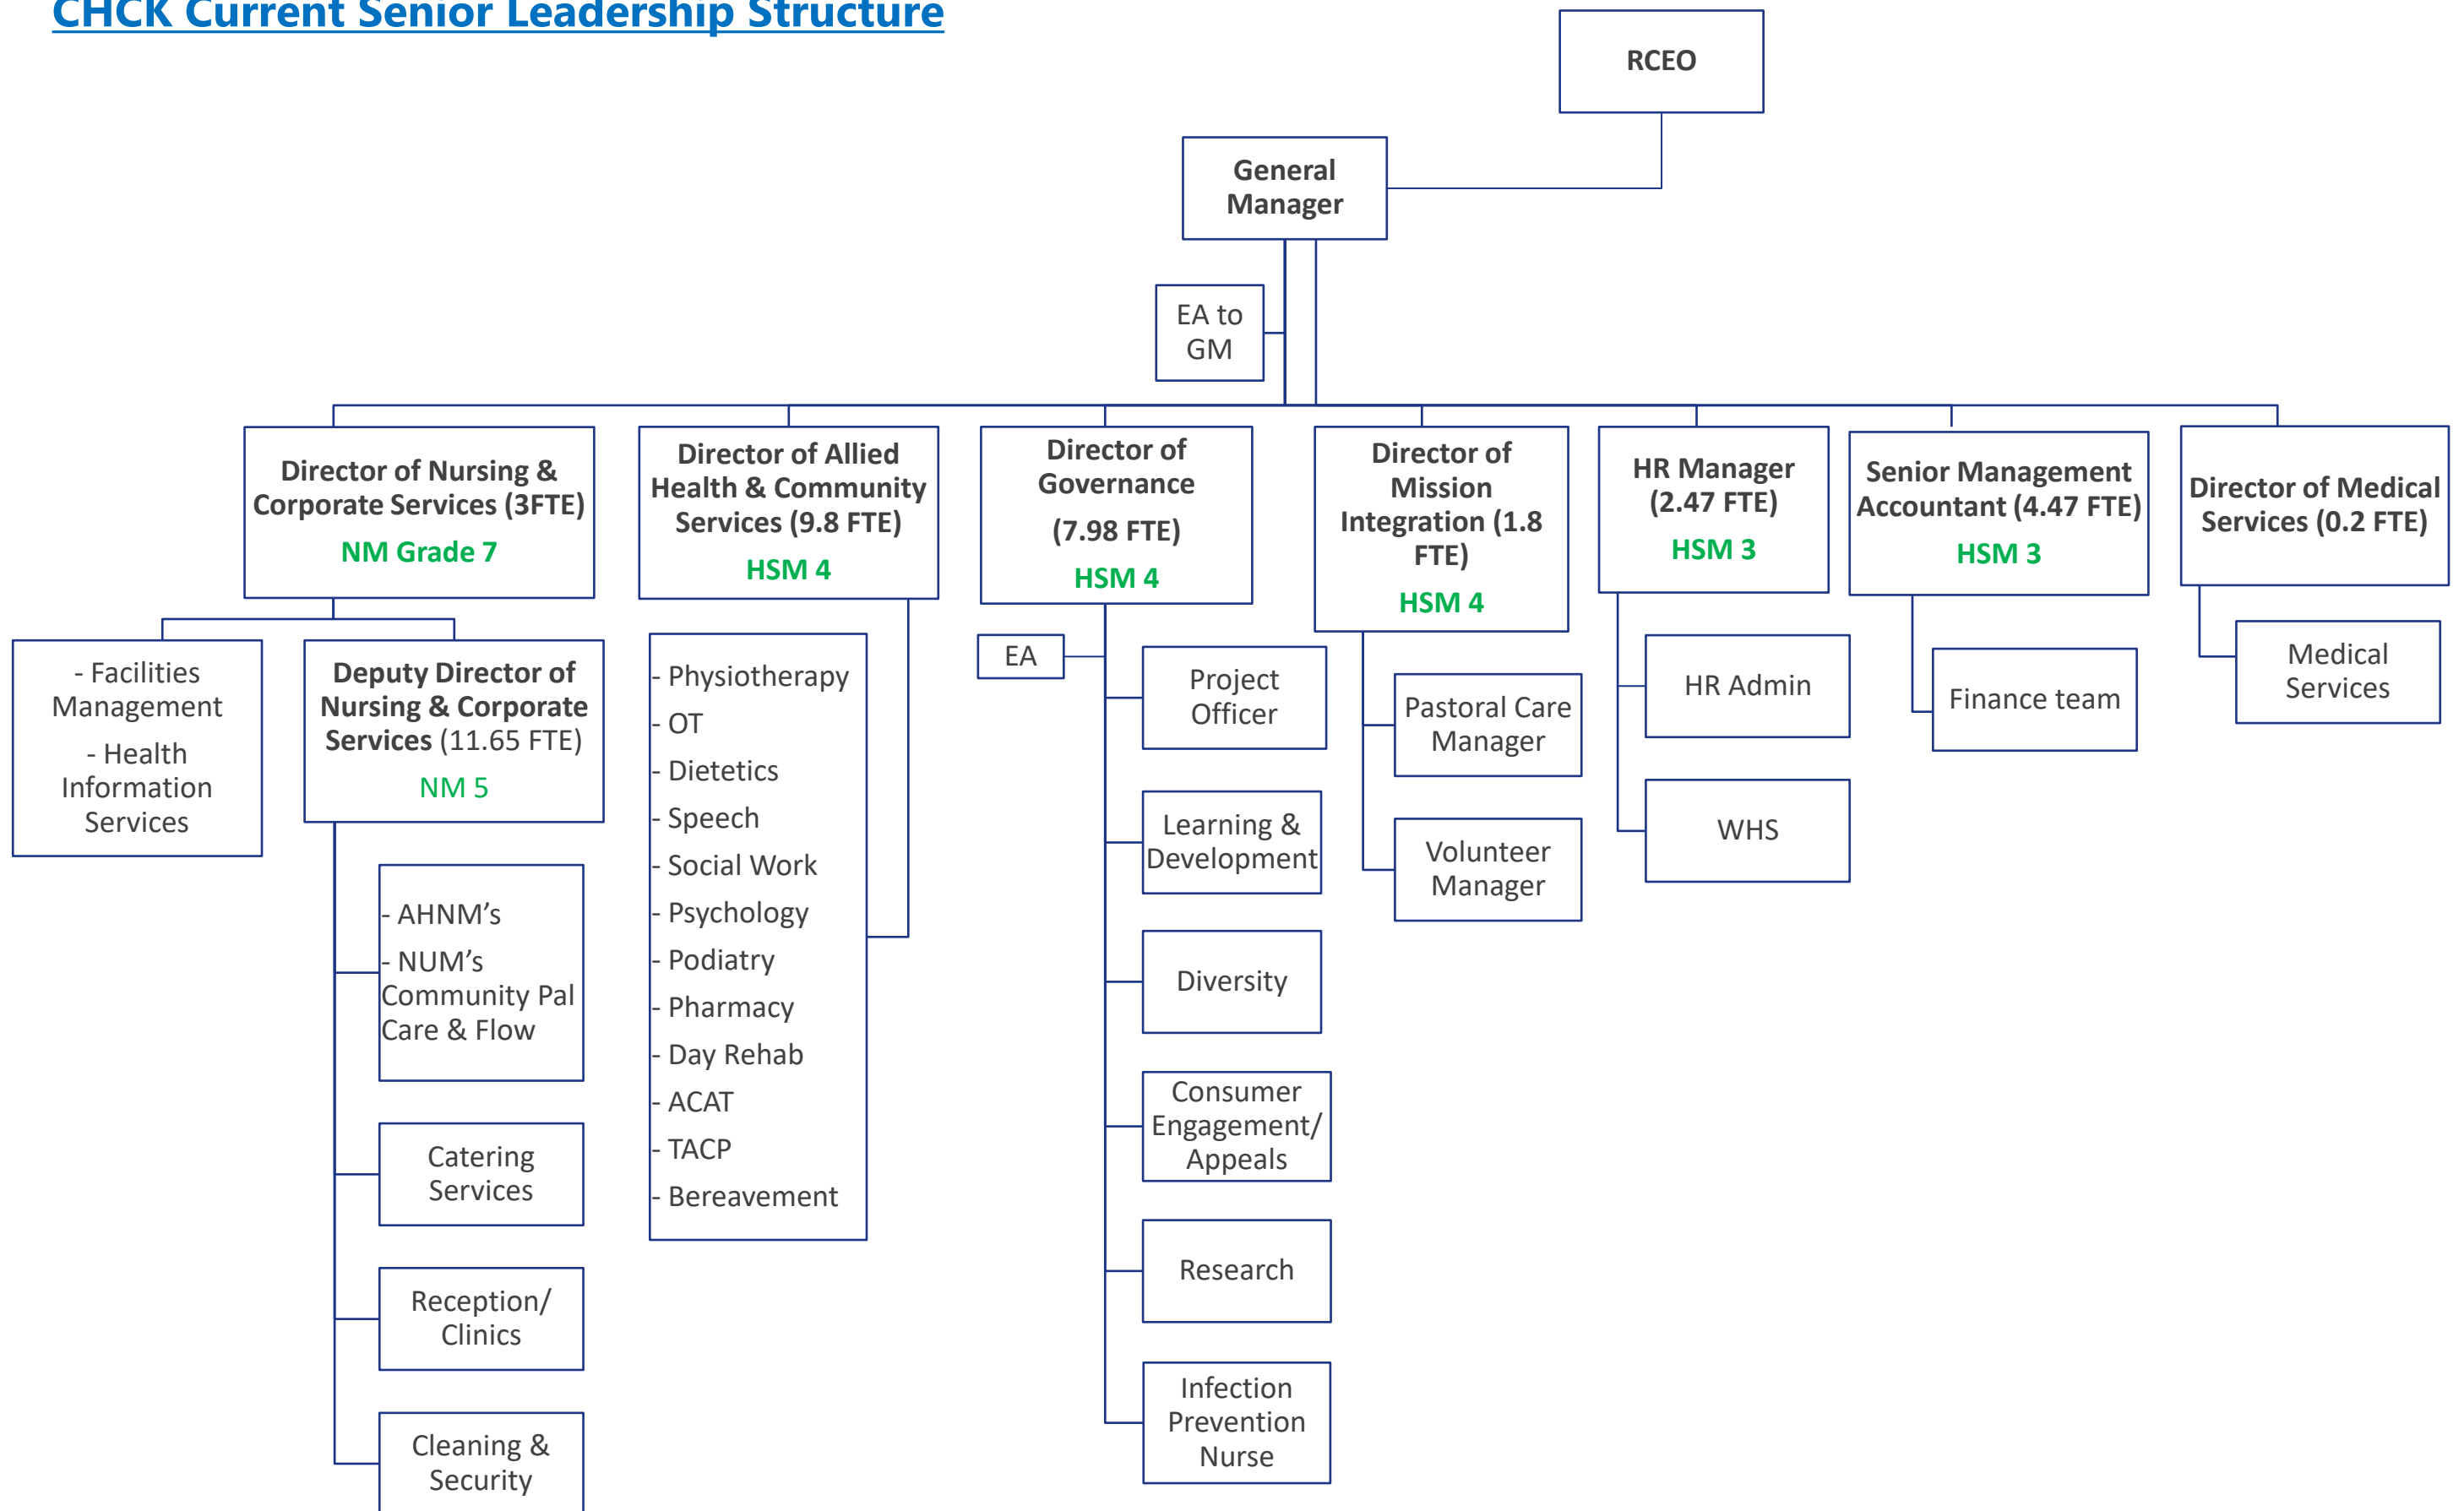 CHCK Current Senior Leadership Structure
RCEO
General
Manager
EA to
GM
Director of Nursing &
Corporate Services (3FTE)
NM Grade 7
Director of Allied
Health & Community
Services (9.8 FTE)
HSM 4
Director of
Governance
(7.98 FTE)
HSM 4
Director of
Mission
Integration (1.8
FTE)
HSM 4
HR Manager
(2.47 FTE)
HSM 3
Senior Management
Accountant (4.47 FTE)
HSM 3
Director of Medical
Services (0.2 FTE)
- Facilities
Management
- Health
Information
Services
Deputy Director of
Nursing & Corporate
Services (11.65 FTE)
NM 5
- AHNM’s
- NUM’s
Community Pal
Care & Flow
Catering
Services
Reception/
Clinics
Cleaning &
Security
- Physiotherapy
- OT
- Dietetics
- Speech
- Social Work
- Psychology
- Podiatry
- Pharmacy
- Day Rehab
- ACAT
- TACP
- Bereavement
EA
Project
Officer
Learning &
Development
Diversity
Consumer
Engagement/
Appeals
Research
Infection
Prevention
Nurse
Pastoral Care
Manager
Volunteer
Manager
HR Admin
WHS
Finance team
Medical
Services